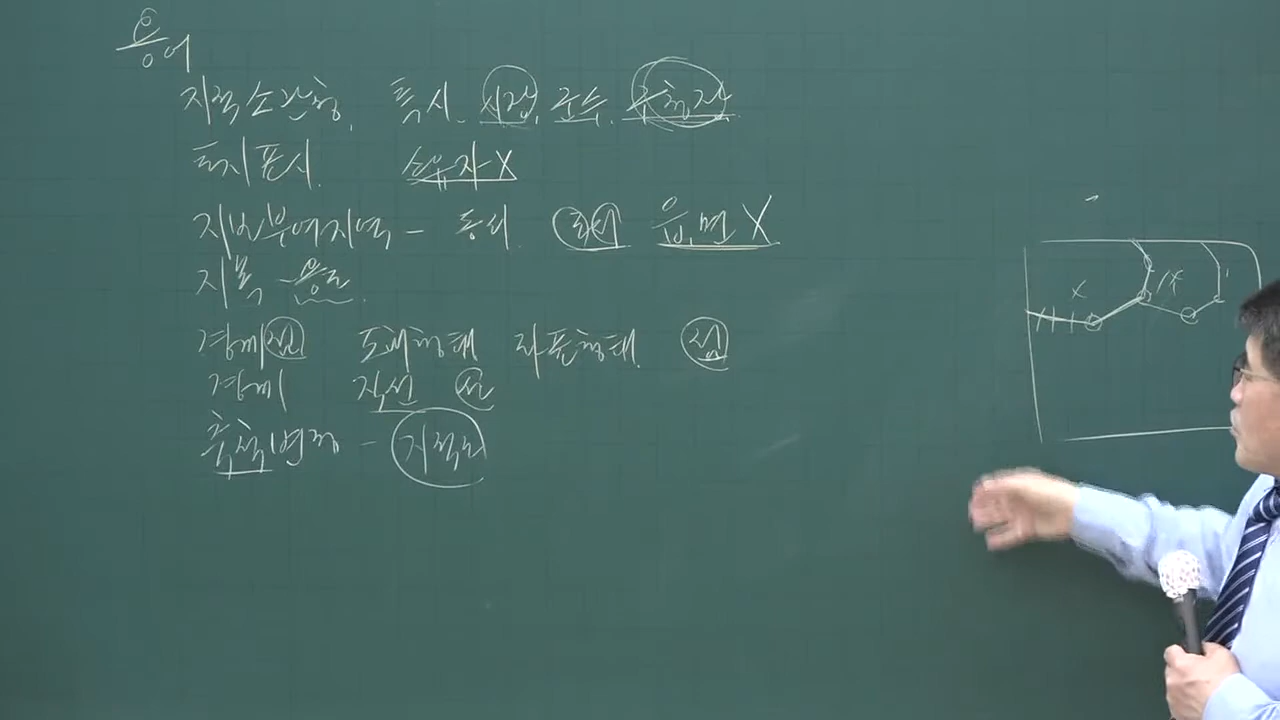 용어
지적소관청. 특시. 시장. 군수. 구청장
토지표시. 소유자X
지번부여지역 - 동리. 읍,면 X
지목 용도.
경계점 도해형태 좌표형태. 점
경계 직선 선
축척변경 - 지적도